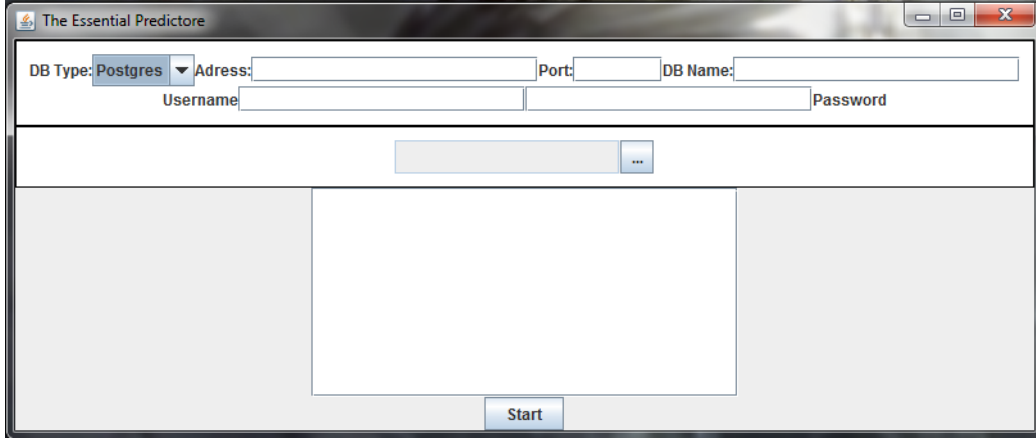 The Essential Predictore
DB Type: Postgres Adress: Port: DB Name:
Username Password
...
Start